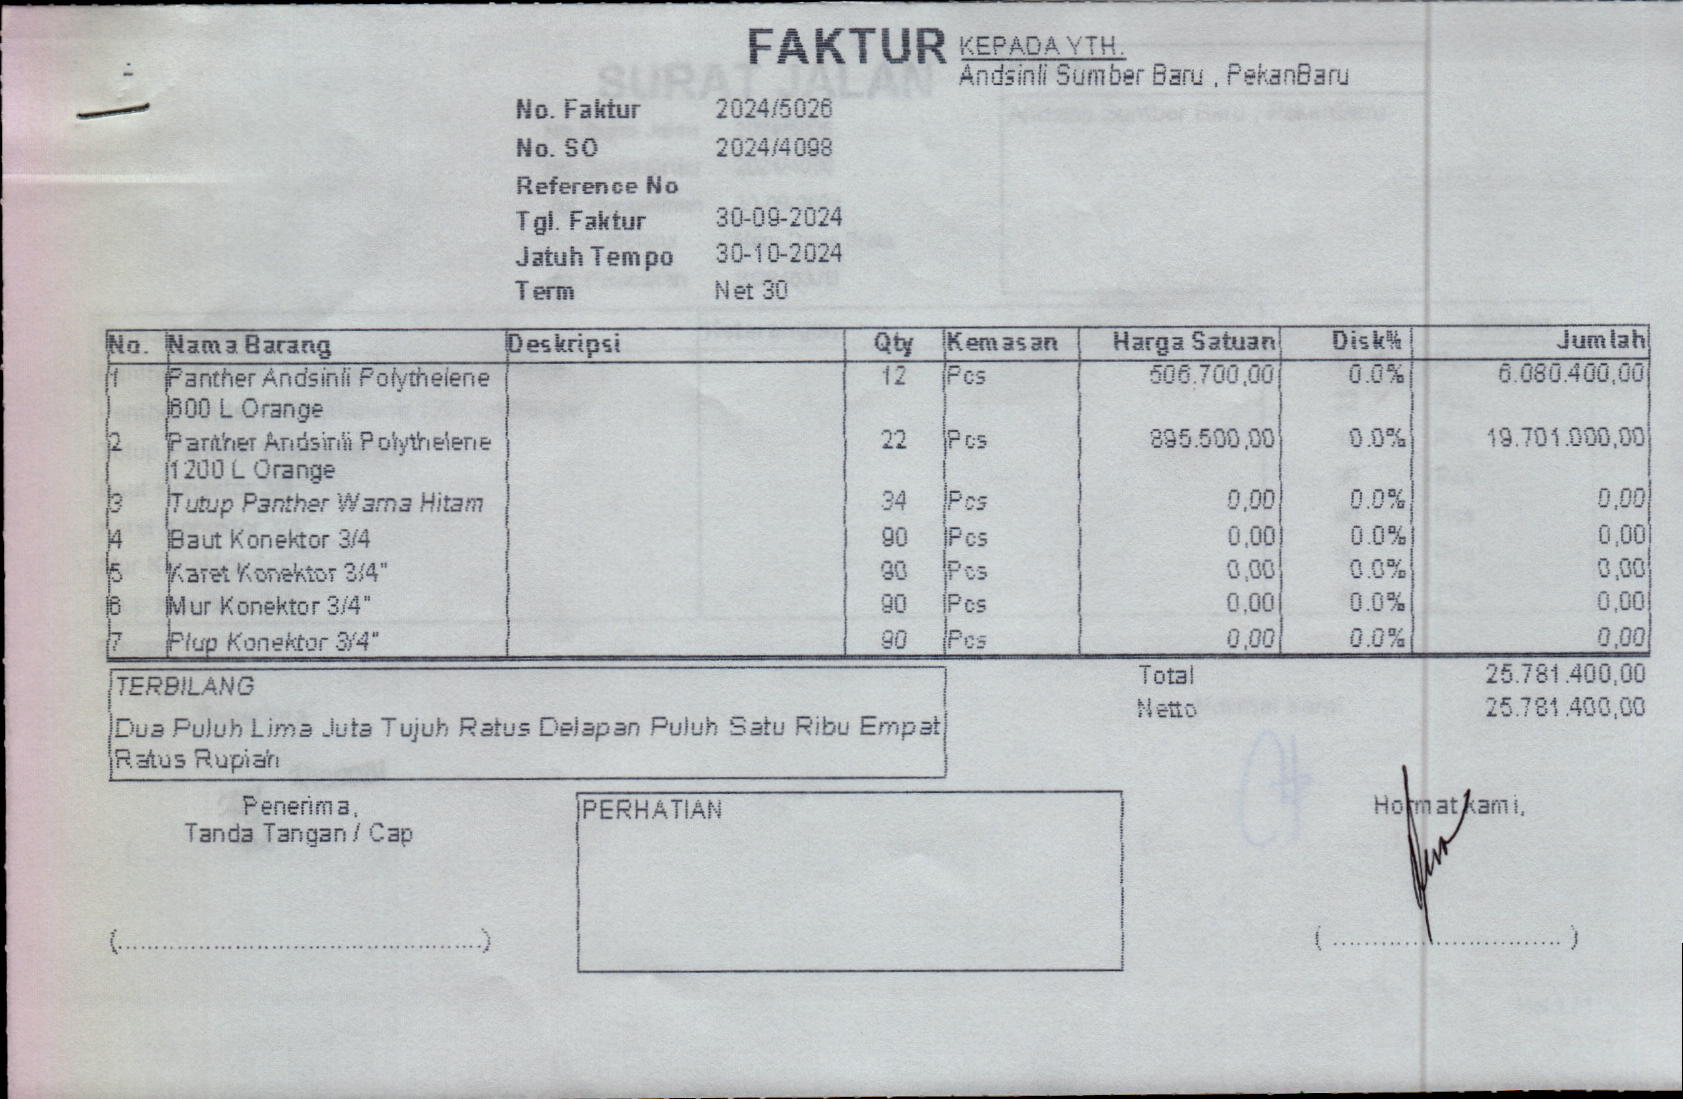 FAKTUR
KEPADA YTH.
Andsinli Sumber Baru , PekanBaru
No. Faktur 2024/5026
No. SO 2024/4098
Reference No
Tgl. Faktur 30-09-2024
Jatuh Tempo 30-10-2024
Term Net 30
No. Nama Barang Deskripsi Qty Kemasan Harga Satuan Disk% Jumlah
1 Panther Andsinli Polythelene 12 Pcs 506.700,00 0.0% 6.080.400,00
600 L Orange
2 Panther Andsinli Polythelene 22 Pcs 895.500,00 0.0% 19.701.000,00
1200 L Orange
3 Tutup Panther Warna Hitam 34 Pcs 0,00 0.0% 0,00
4 Baut Konektor 3/4 90 Pcs 0,00 0.0% 0,00
5 Karet Konektor 3/4" 90 Pcs 0,00 0.0% 0,00
6 Mur Konektor 3/4" 90 Pcs 0,00 0.0% 0,00
7 Plup Konektor 3/4" 90 Pcs 0,00 0.0% 0,00
Total 25.781.400,00
Netto 25.781.400,00
TERBILANG
Dua Puluh Lima Juta Tujuh Ratus Delapan Puluh Satu Ribu Empat
Ratus Rupiah
Penerima,
Tanda Tangan / Cap
PERHATIAN
Hormat kami,
(................................................)
( .............................. )
SURAT JALAN